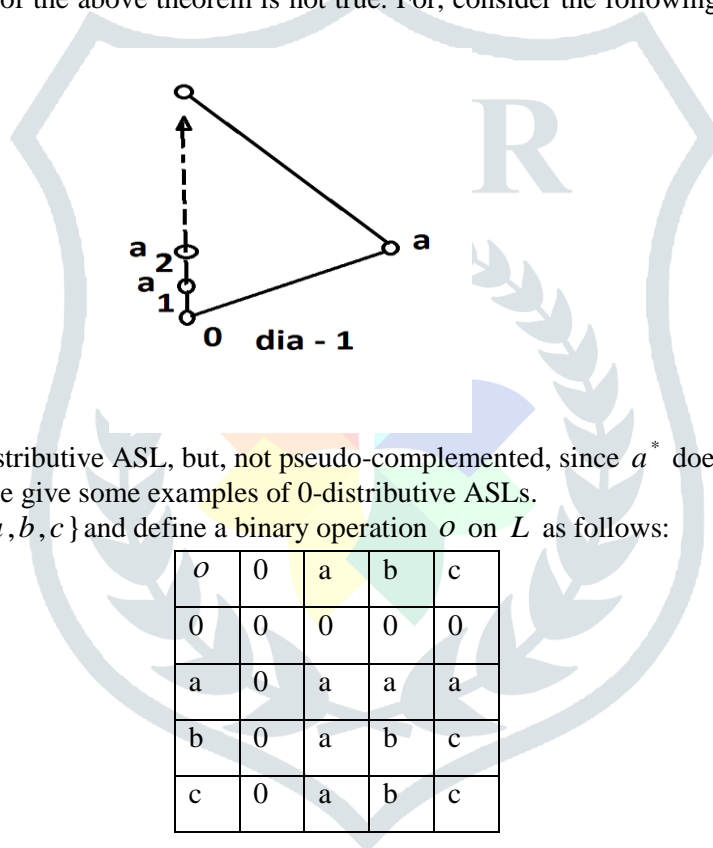 of the above theorem is not true. For, consider the following
R
a
2
a
1
a
0 dia - 1
stributive ASL, but, not pseudo-complemented, since a* doe
e give some examples of 0-distributive ASLs.
,b,c} and define a binary operation o on L as follows:
o 0 a b c
0 0 0 0 0
a 0 a a a
b 0 a b c
c 0 a b c